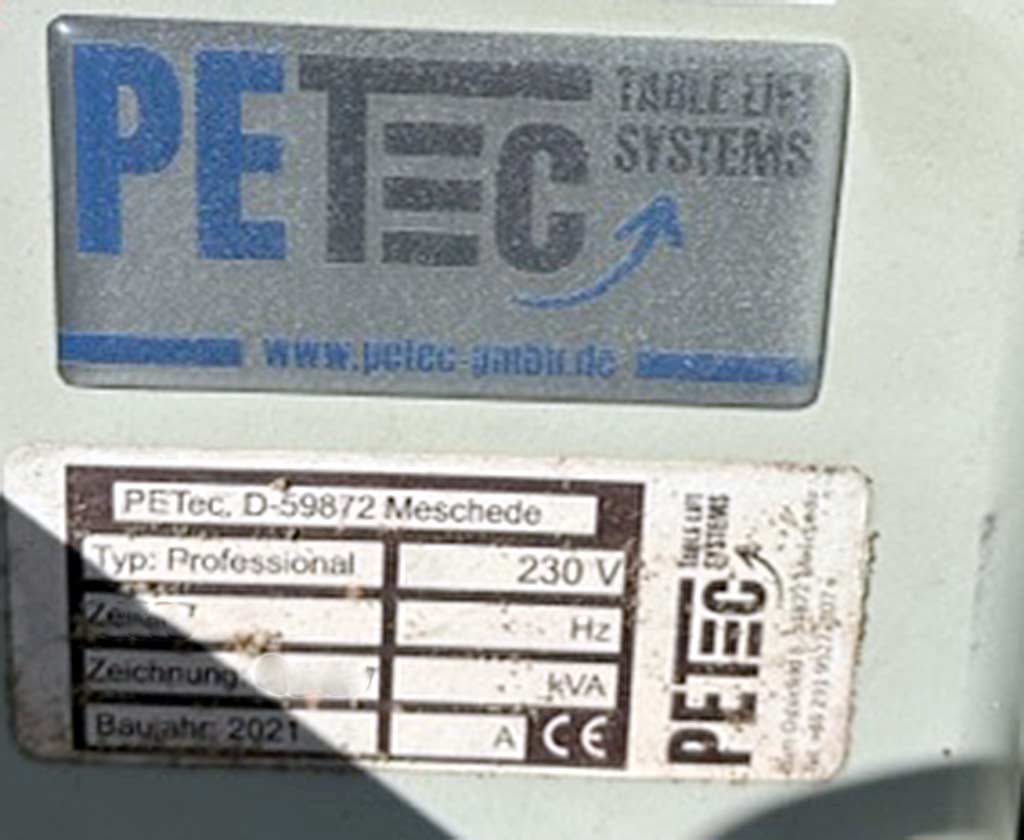 PETEC
TABLE LIFT
SYSTEMS
www.petec-gmbh.de
PETec, D-59872 Meschede
Typ: Professional
230 V
Hz
Zeichnung:
7
kVA
Baujahr: 2021
A
CE
PETEC
TABLE LIFT
SYSTEMS